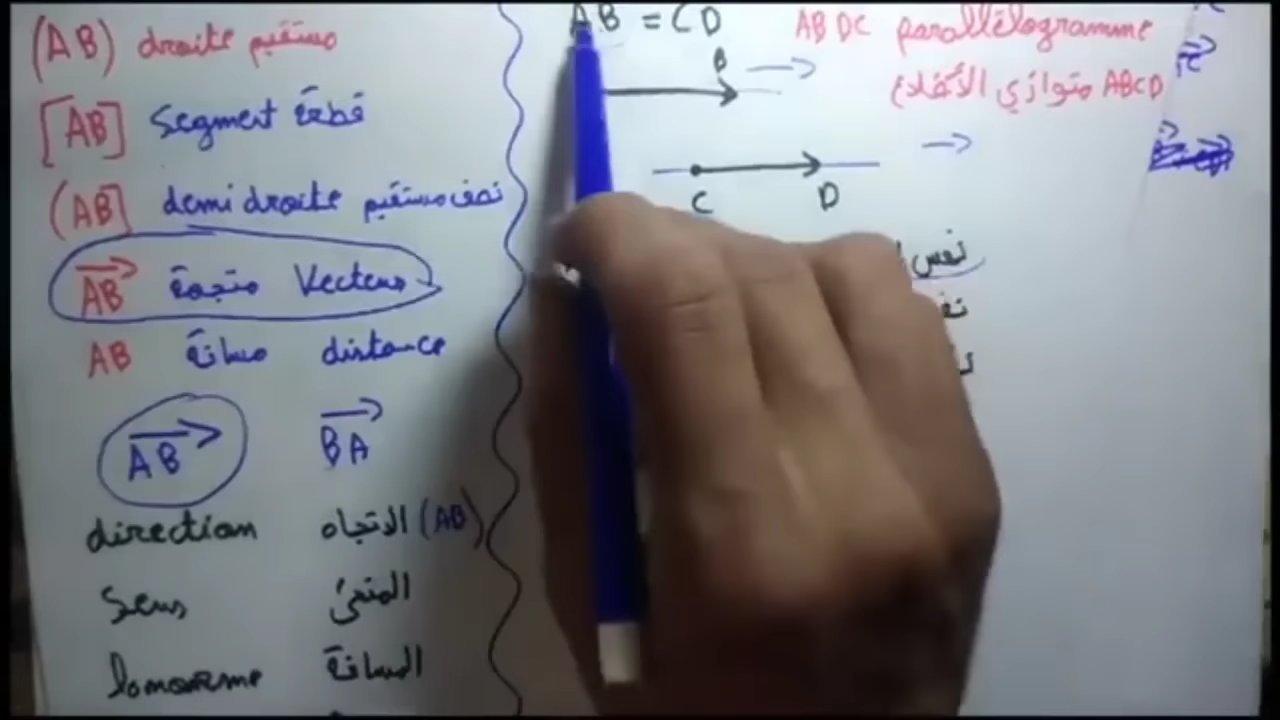 (AB) droite مستقيم
[AB] Segment قطعة
(AB] demi droite نصف مستقيم
AB متجهة Vecteur
AB مسافة distance
AB BA
direction الاتجاه (AB)
Sens المنحى
المسافة
AB = CD
B
C D
ABDC parallélogramme
ABCD متوازي الأضلاع
نفس